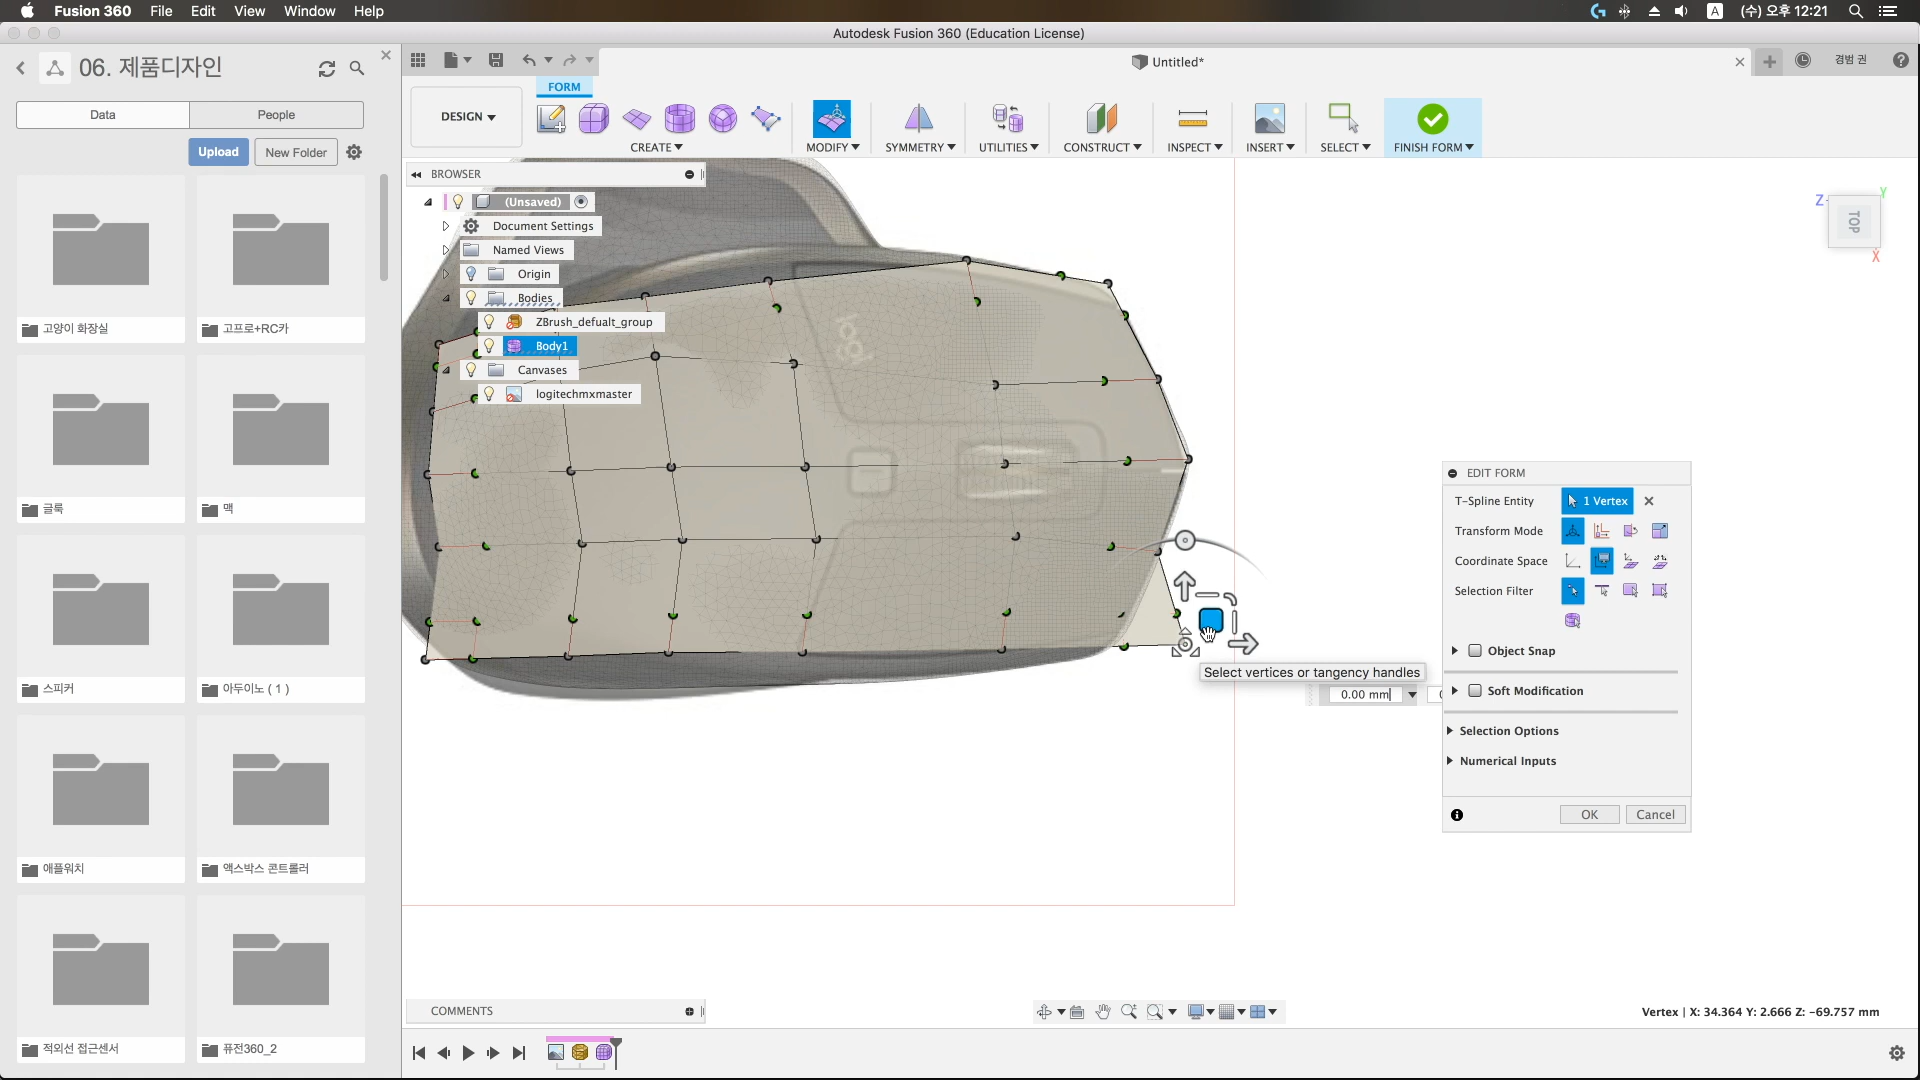 Fusion 360 File Edit View Window Help
A (수) 오후 12:21
Autodesk Fusion 360 (Education License)
06. 제품디자인
Untitled*
경범 권
Data People
FORM
DESIGN
Upload New Folder
CREATE MODIFY SYMMETRY UTILITIES CONSTRUCT INSPECT INSERT SELECT FINISH FORM
BROWSER
(Unsaved)
Document Settings
Named Views
Origin
Bodies
ZBrush_defualt_group
Body1
Canvases
logitechmxmaster
Z Y
TOP
X
고양이 화장실
고프로+RC카
글룩
맥
스피커
아두이노 ( 1 )
애플워치
액스박스 콘트롤러
적외선 접근센서
퓨전360_2
EDIT FORM
T-Spline Entity 1 Vertex
Transform Mode
Coordinate Space
Selection Filter
Object Snap
Soft Modification
Selection Options
Numerical Inputs
OK Cancel
Select vertices or tangency handles
0.00 mm
COMMENTS
Vertex | X: 34.364 Y: 2.666 Z: -69.757 mm